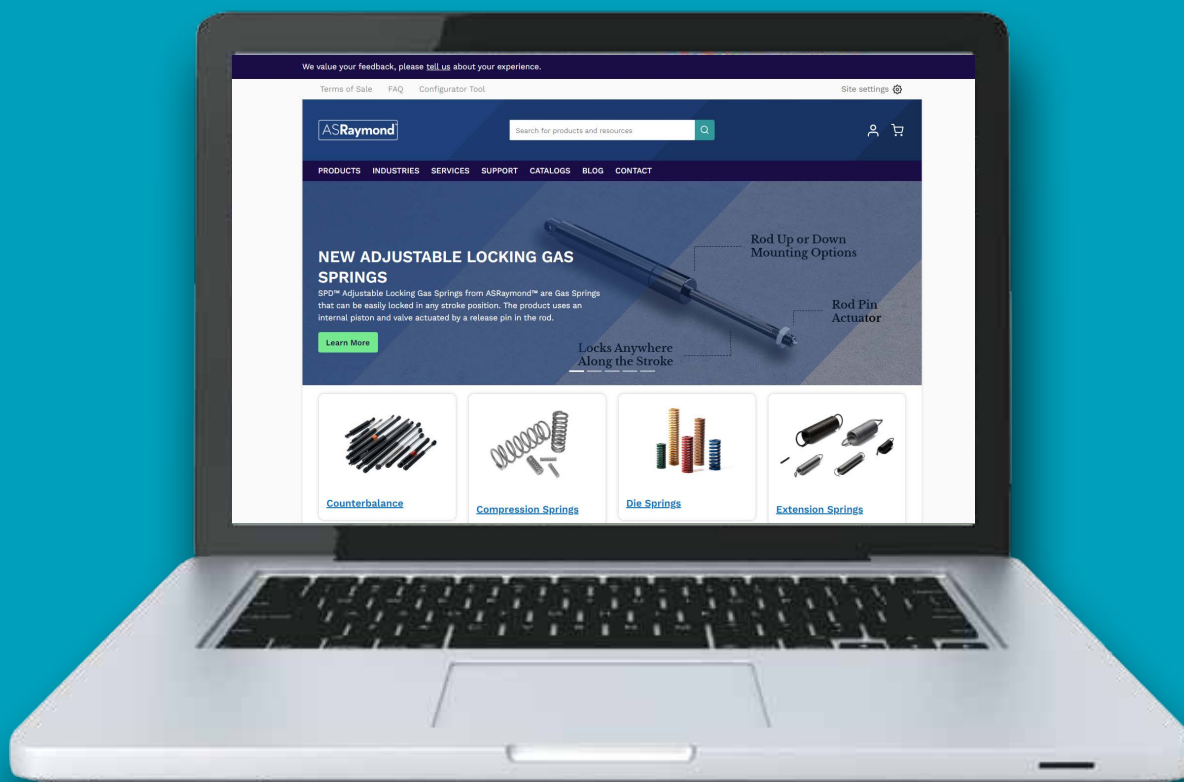 We value your feedback, please tell us about your experience.
Terms of Sale FAQ Configurator Tool Site settings
ASRaymond
Search for products and resources
PRODUCTS INDUSTRIES SERVICES SUPPORT CATALOGS BLOG CONTACT
NEW ADJUSTABLE LOCKING GAS
SPRINGS
SPD™ Adjustable Locking Gas Springs from ASRaymond™ are Gas Springs
that can be easily locked in any stroke position. The product uses an
internal piston and valve actuated by a release pin in the rod.
Learn More
Rod Up or Down
Mounting Options
Rod Pin
Actuator
Locks Anywhere
Along the Stroke
Counterbalance
Compression Springs
Die Springs
Extension Springs